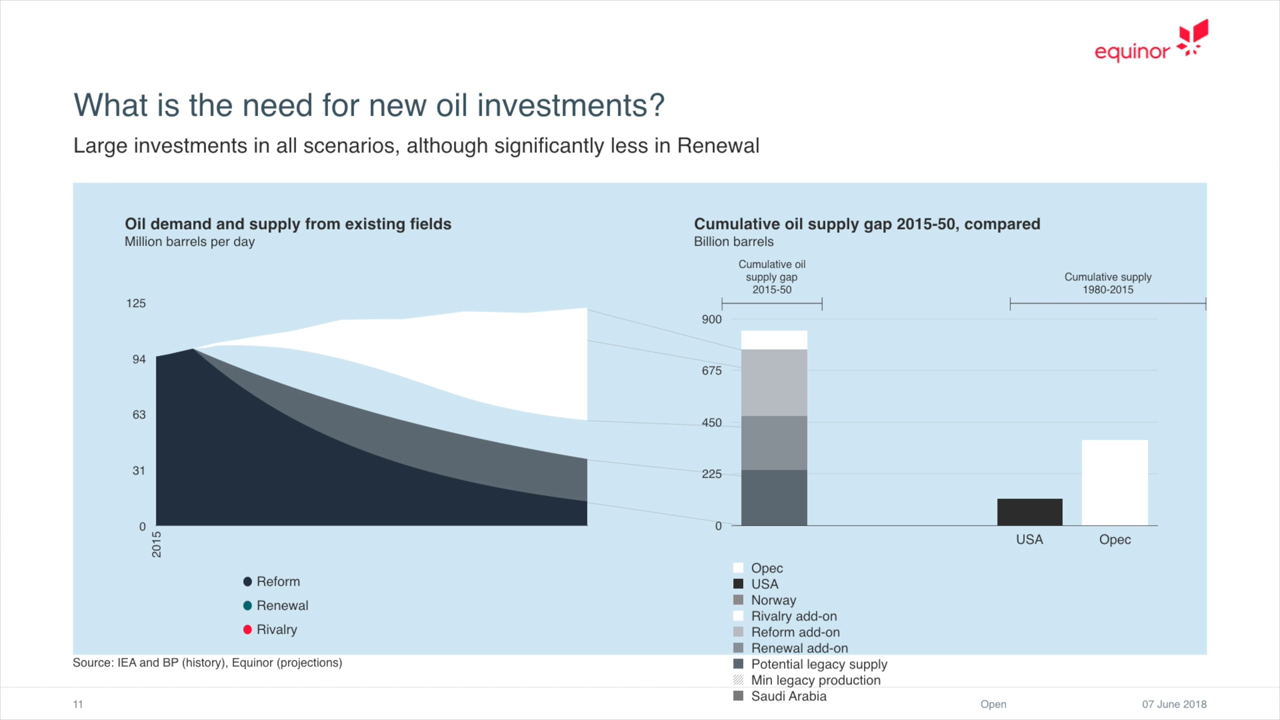 equinor
What is the need for new oil investments?
Large investments in all scenarios, although significantly less in Renewal
Oil demand and supply from existing fields
Million barrels per day
125
94
63
31
0
2015
Reform
Renewal
Rivalry
Cumulative oil supply gap 2015-50, compared
Billion barrels
Cumulative oil
supply gap
2015-50
Cumulative supply
1980-2015
900
675
450
225
0
USA
Opec
Opec
USA
Norway
Rivalry add-on
Reform add-on
Renewal add-on
Potential legacy supply
Min legacy production
Saudi Arabia
Source: IEA and BP (history), Equinor (projections)
11
Open
07 June 2018